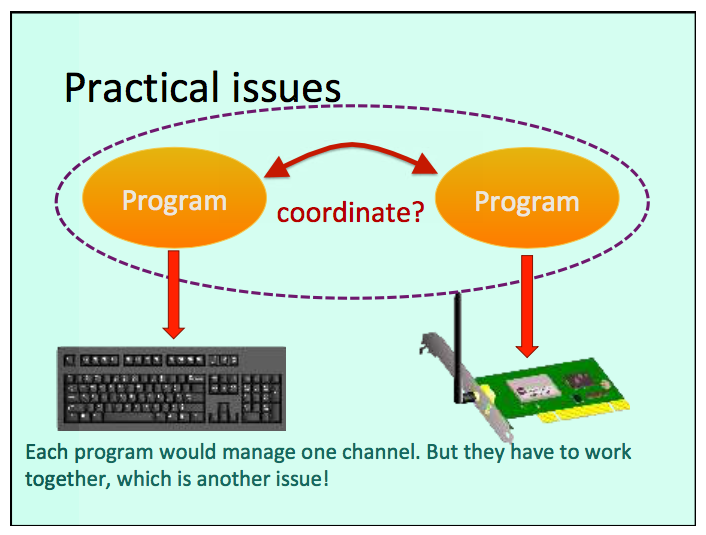 Practical issues
Program
coordinate?
Program
Each program would manage one channel. But they have to work
together, which is another issue!